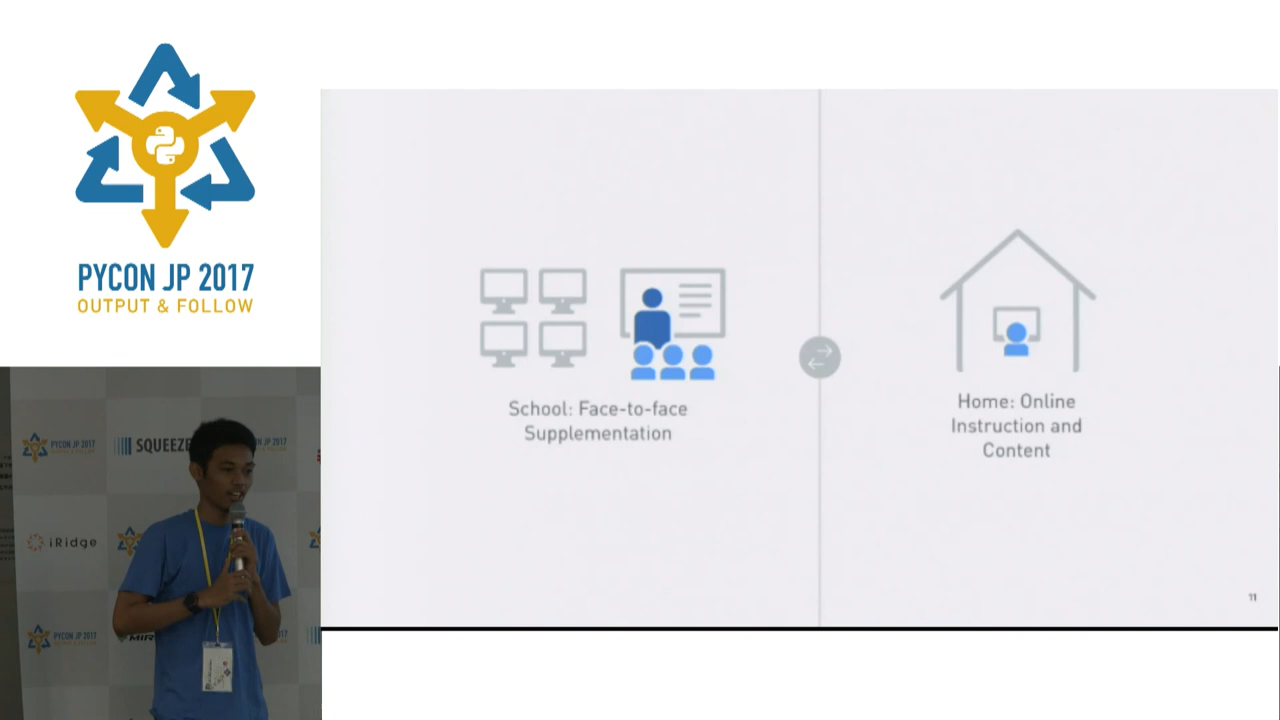 PYCON JP 2017
OUTPUT & FOLLOW
School: Face-to-face
Supplementation
Home: Online
Instruction and
Content
11
PYCON JP 2017
SQUEEZE
iRidge
PYCON JP 2017